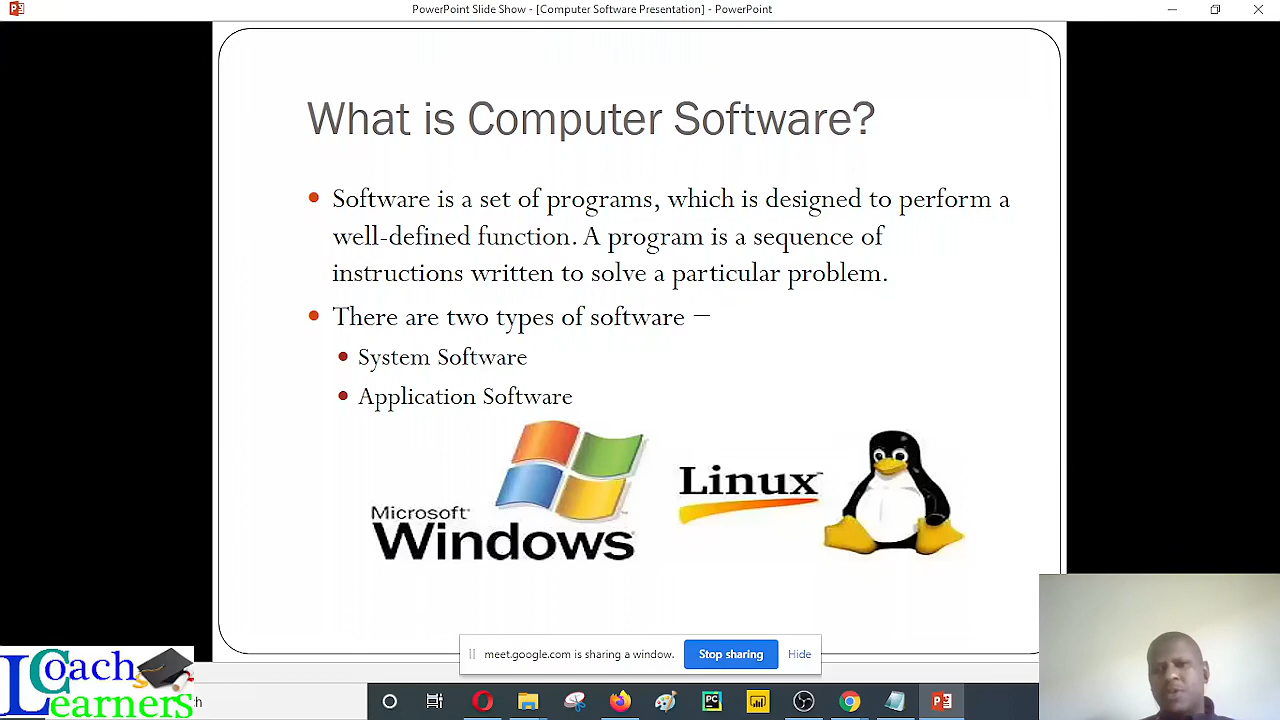 PowerPoint Slide Show - [Computer Software Presentation] - PowerPoint
What is Computer Software?
Software is a set of programs, which is designed to perform a
well-defined function. A program is a sequence of
instructions written to solve a particular problem.
There are two types of software –
System Software
Application Software
Microsoft®
Windows
Linux™
meet.google.com is sharing a window.
Stop sharing
Hide
Coach
Learners
ch
PC